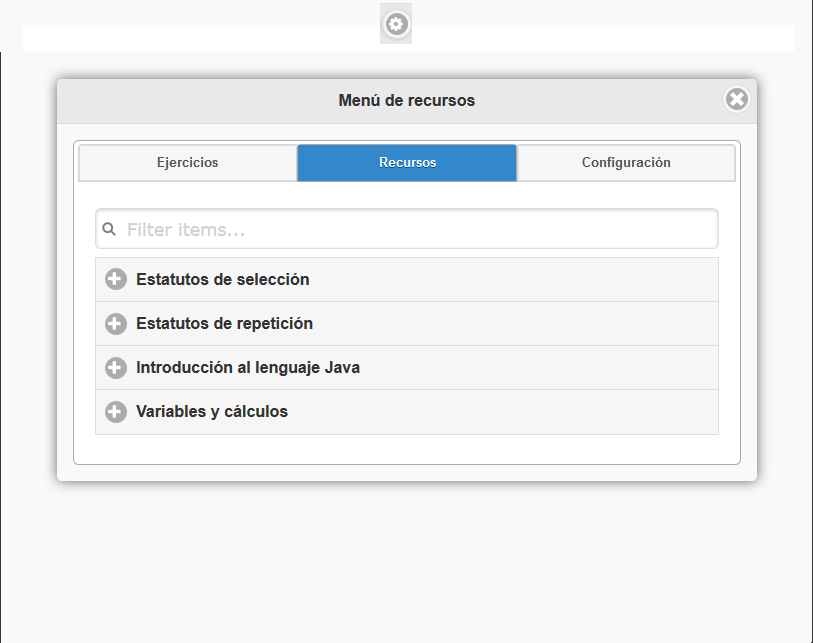 Menú de recursos
Ejercicios
Recursos
Configuración
Filter items...
Estatutos de selección
Estatutos de repetición
Introducción al lenguaje Java
Variables y cálculos